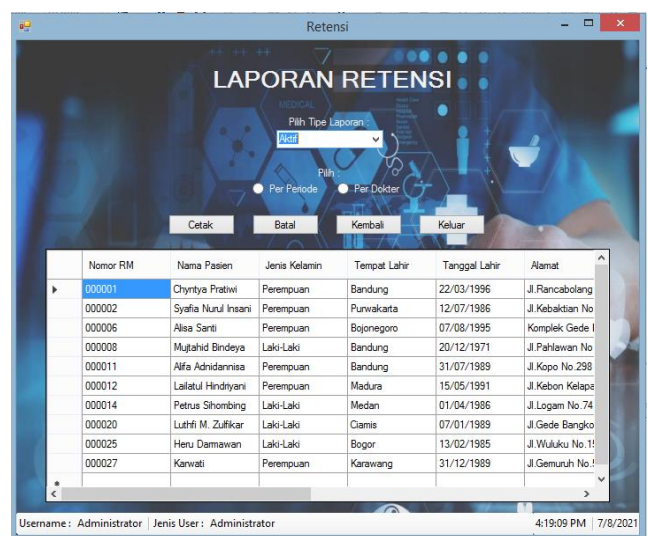 Retensi
LAPORAN RETENSI
MEDICAL
Pilih Tipe Laporan :
Aktif
Pilih :
Per Periode Per Dokter
Cetak Batal Kembali Keluar
Nomor RM Nama Pasien Jenis Kelamin Tempat Lahir Tanggal Lahir Alamat
000001 Chyntya Pratiwi Perempuan Bandung 22/03/1996 Jl.Rancabolang
000002 Syafia Nurul Insani Perempuan Purwakarta 12/07/1986 Jl.Kebaktian No
000006 Alisa Santi Perempuan Bojonegoro 07/08/1995 Komplek Gede
000008 Mujtahid Bindeya Laki-Laki Bandung 20/12/1971 Jl.Pahlawan No
000011 Alfa Adnidannisa Perempuan Bandung 31/07/1989 Jl.Kopo No.298
000012 Lailatul Hindriyani Perempuan Madura 15/05/1991 Jl.Kebon Kelapa
000014 Petrus Sihombing Laki-Laki Medan 01/04/1986 Jl.Logam No.74
000020 Luthfi M. Zulfikar Laki-Laki Ciamis 07/01/1989 Jl.Gede Bangko
000025 Heru Darmawan Laki-Laki Bogor 13/02/1985 Jl.Wuluku No.1
000027 Karwati Perempuan Karawang 31/12/1989 Jl.Gemuruh No.
Username : Administrator Jenis User : Administrator 4:19:09 PM 7/8/2021